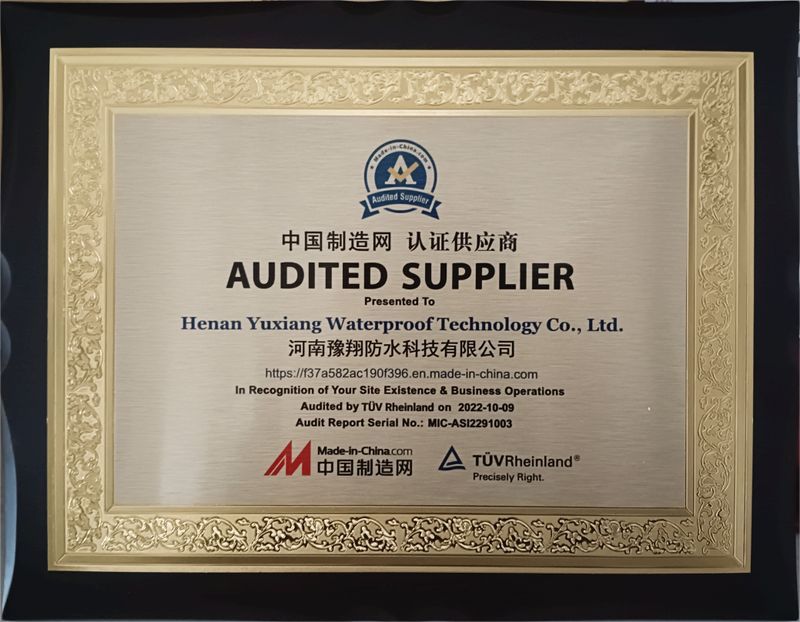 ★ Made-in-China.com ★
A
Audited Supplier
中国制造网 认证供应商
AUDITED SUPPLIER
Presented To
Henan Yuxiang Waterproof Technology Co., Ltd.
河南豫翔防水科技有限公司
https://f37a582ac190f396.en.made-in-china.com
In Recognition of Your Site Existence & Business Operations
Audited by TÜV Rheinland on 2022-10-09
Audit Report Serial No.: MIC-ASI2291003
Made-in-China.com
中国制造网
TÜVRheinland®
Precisely Right.